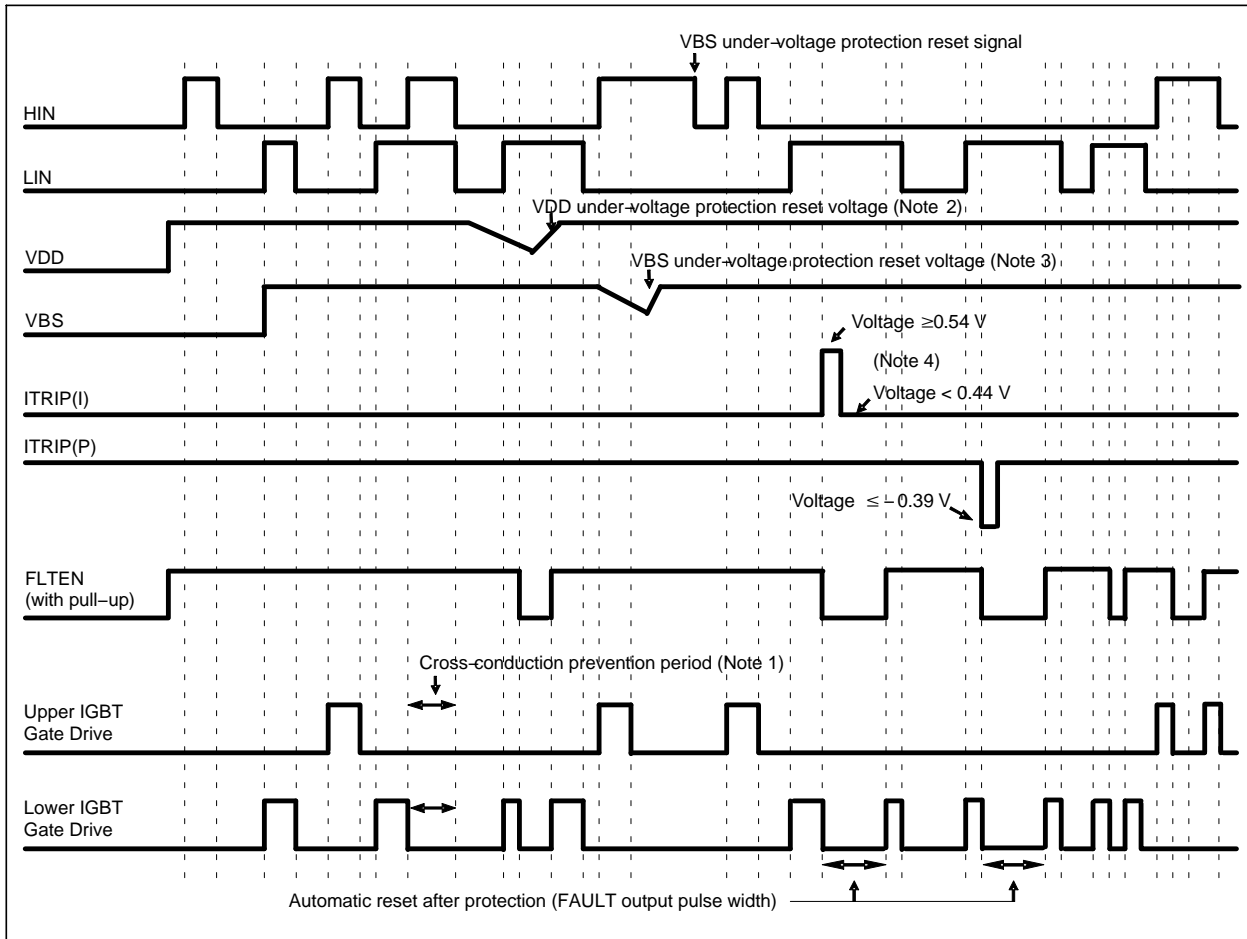 VBS under-voltage protection reset signal
HIN
LIN
VDD under-voltage protection reset voltage (Note 2)
VDD
VBS under-voltage protection reset voltage (Note 3)
VBS
Voltage ≥0.54 V
(Note 4)
Voltage < 0.44 V
ITRIP(I)
ITRIP(P)
Voltage ≤ −0.39 V
FLTEN
(with pull-up)
Cross-conduction prevention period (Note 1)
Upper IGBT
Gate Drive
Lower IGBT
Gate Drive
Automatic reset after protection (FAULT output pulse width)